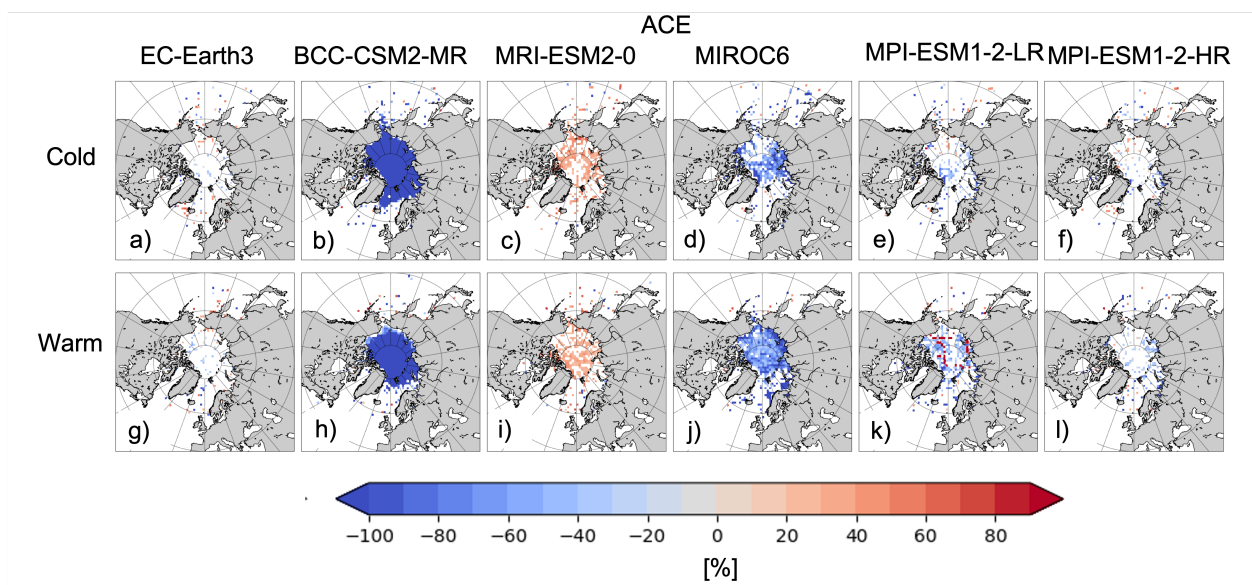 ACE
EC-Earth3 BCC-CSM2-MR MRI-ESM2-0 MIROC6 MPI-ESM1-2-LR MPI-ESM1-2-HR
Cold
a) b) c) d) e) f)
Warm
g) h) i) j) k) l)
−100 −80 −60 −40 −20 0 20 40 60 80
[%]